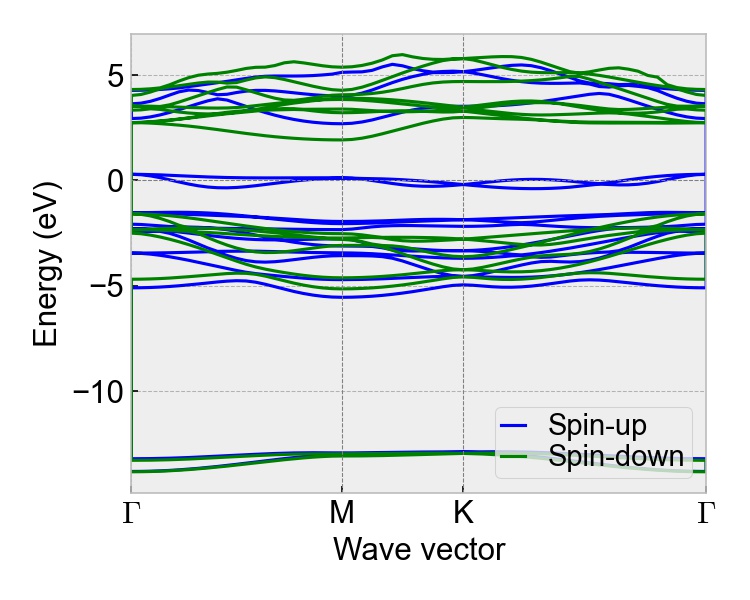 Energy (eV)
5
0
−5
−10
Spin-up
Spin-down
Γ M K Γ
Wave vector